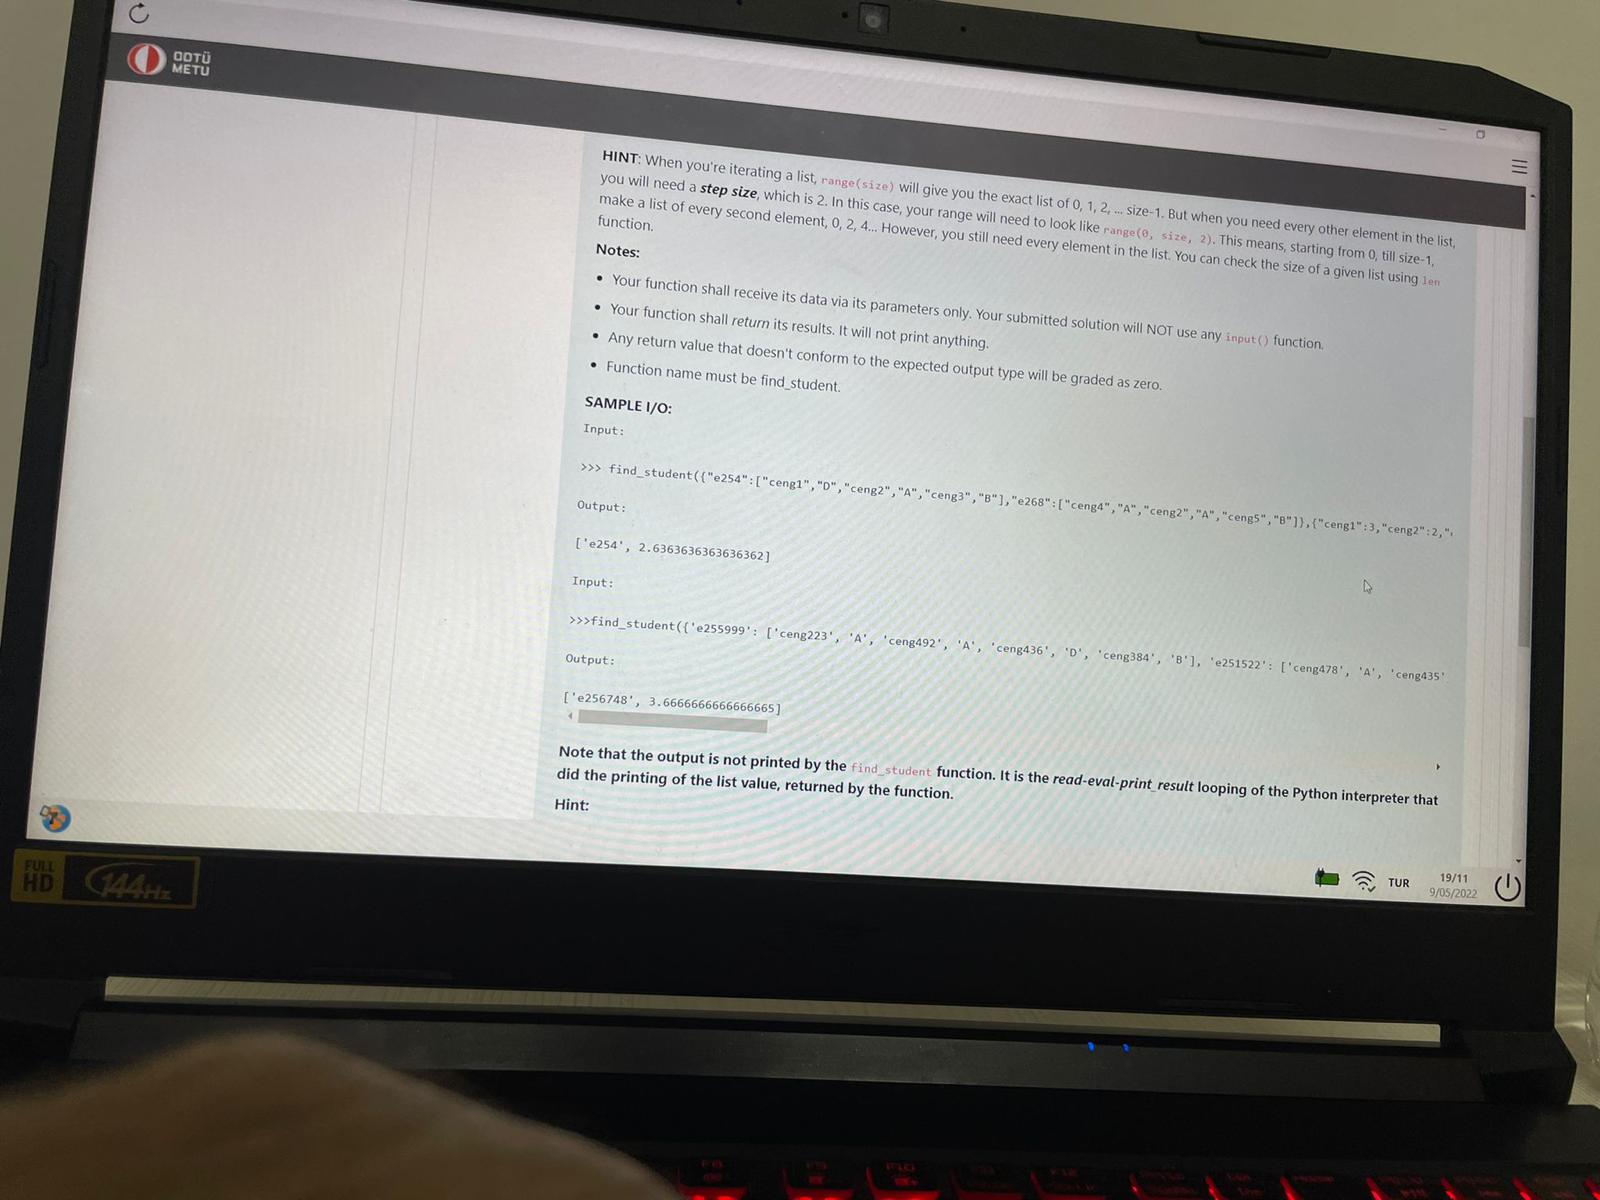 ODTÜ
METU
HINT: When you're iterating a list, range(size) will give you the exact list of 0, 1, 2, ... size-1. But when you need every other element in the list,
you will need a step size, which is 2. In this case, your range will need to look like range(0, size, 2). This means, starting from 0, till size-1,
make a list of every second element, 0, 2, 4... However, you still need every element in the list. You can check the size of a given list using len
function.
Notes:
• Your function shall receive its data via its parameters only. Your submitted solution will NOT use any input() function.
• Your function shall return its results. It will not print anything.
• Any return value that doesn't conform to the expected output type will be graded as zero.
• Function name must be find_student.
SAMPLE I/O:
Input:
>>> find_student({"e254":["ceng1","D","ceng2","A","ceng3","B"],"e268":["ceng4","A","ceng2","A","ceng5","B"]},{"ceng1":3,"ceng2":2,"
Output:
['e254', 2.6363636363636362]
Input:
>>>find_student({'e255999': ['ceng223', 'A', 'ceng492', 'A', 'ceng436', 'D', 'ceng384', 'B'], 'e251522': ['ceng478', 'A', 'ceng435'
Output:
['e256748', 3.6666666666666665]
Note that the output is not printed by the find_student function. It is the read-eval-print_result looping of the Python interpreter that
did the printing of the list value, returned by the function.
Hint:
TUR
19/11
9/05/2022
FULL
HD
144Hz